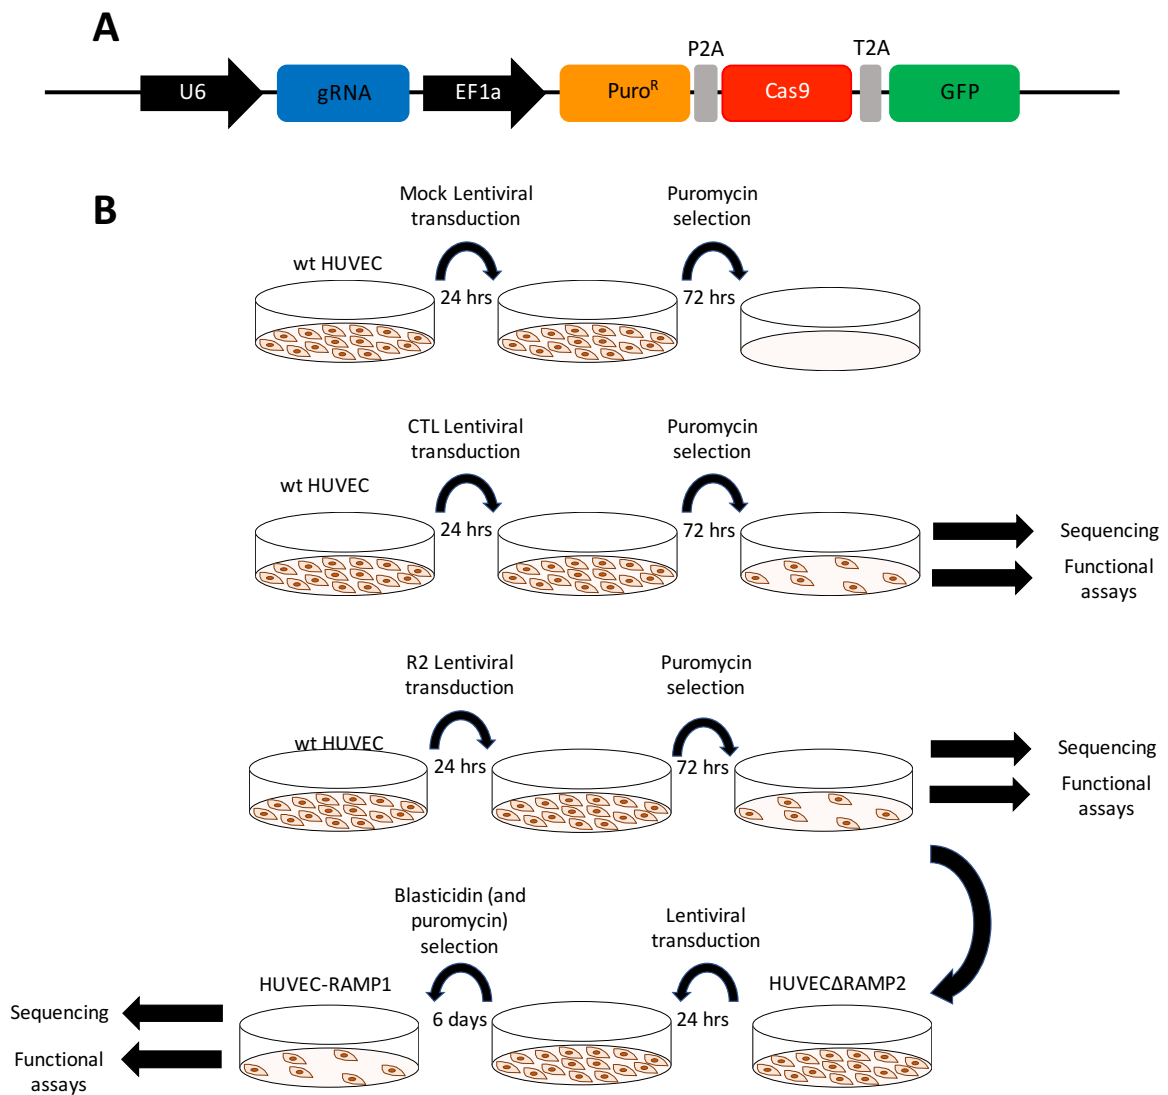 A
U6
gRNA
EF1a
Puroᴿ
P2A
Cas9
T2A
GFP
B
Mock Lentiviral
transduction
Puromycin
selection
wt HUVEC
24 hrs
72 hrs
CTL Lentiviral
transduction
Puromycin
selection
wt HUVEC
24 hrs
72 hrs
Sequencing
Functional
assays
R2 Lentiviral
transduction
Puromycin
selection
wt HUVEC
24 hrs
72 hrs
Sequencing
Functional
assays
Blasticidin (and
puromycin)
selection
Lentiviral
transduction
HUVEC-RAMP1
HUVECΔRAMP2
6 days
24 hrs
Sequencing
Functional
assays